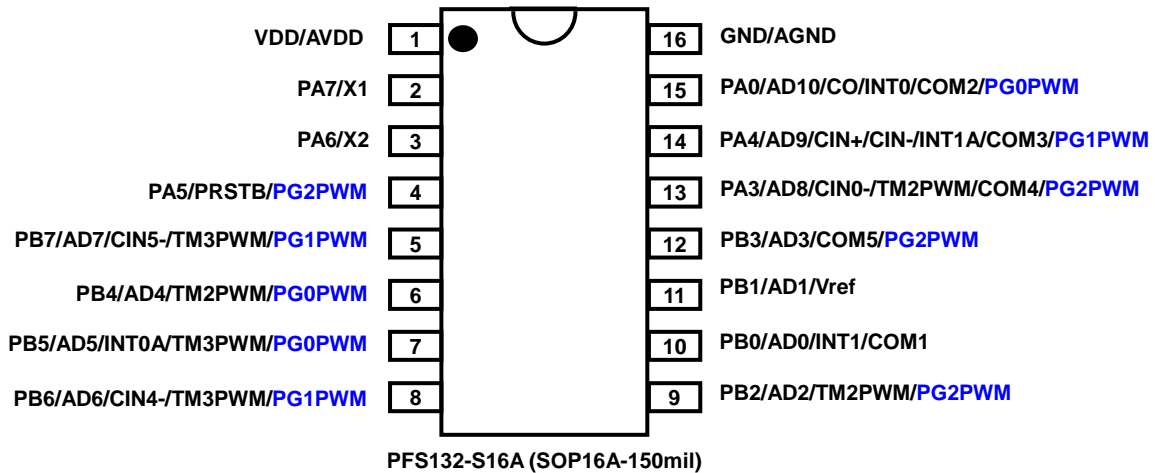 VDD/AVDD 1 16 GND/AGND
PA7/X1 2 15 PA0/AD10/CO/INT0/COM2/PG0PWM
PA6/X2 3 14 PA4/AD9/CIN+/CIN-/INT1A/COM3/PG1PWM
PA5/PRSTB/PG2PWM 4 13 PA3/AD8/CIN0-/TM2PWM/COM4/PG2PWM
PB7/AD7/CIN5-/TM3PWM/PG1PWM 5 12 PB3/AD3/COM5/PG2PWM
PB4/AD4/TM2PWM/PG0PWM 6 11 PB1/AD1/Vref
PB5/AD5/INT0A/TM3PWM/PG0PWM 7 10 PB0/AD0/INT1/COM1
PB6/AD6/CIN4-/TM3PWM/PG1PWM 8 9 PB2/AD2/TM2PWM/PG2PWM
PFS132-S16A (SOP16A-150mil)